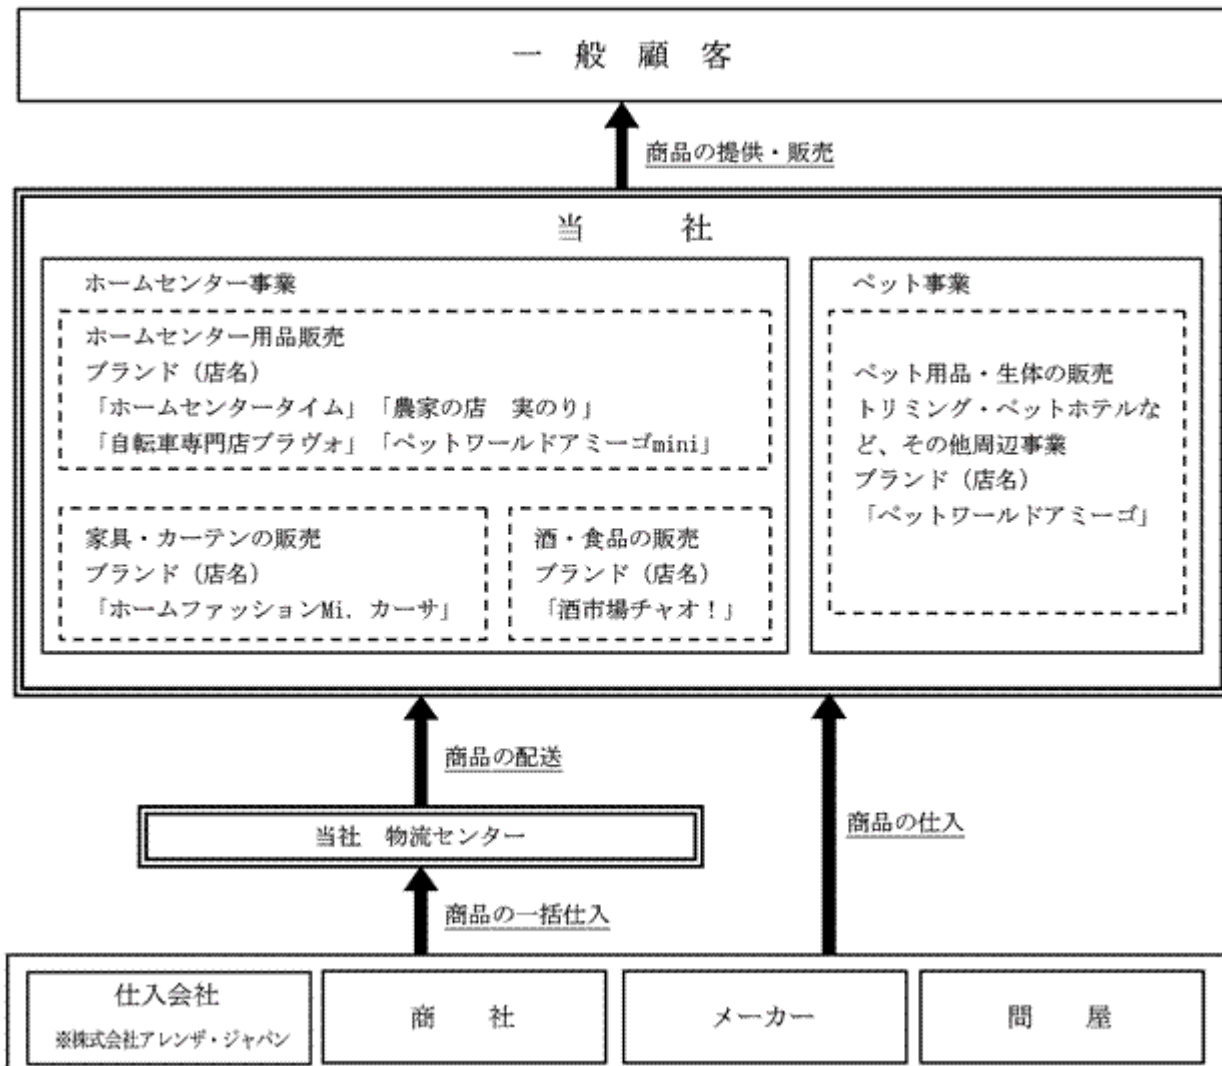 一 般 顧 客
商品の提供・販売
当 社
ホームセンター事業
ホームセンター用品販売
ブランド（店名）
「ホームセンタータイム」「農家の店　実のり」
「自転車専門店ブラヴォ」「ペットワールドアミーゴmini」
家具・カーテンの販売
ブランド（店名）
「ホームファッションMi．カーサ」
酒・食品の販売
ブランド（店名）
「酒市場チャオ！」
ペット事業
ペット用品・生体の販売
トリミング・ペットホテルな
ど、その他周辺事業
ブランド（店名）
「ペットワールドアミーゴ」
商品の配送
当社　物流センター
商品の仕入
商品の一括仕入
仕入会社
※株式会社アレンザ・ジャパン
商 社
メーカー
問 屋